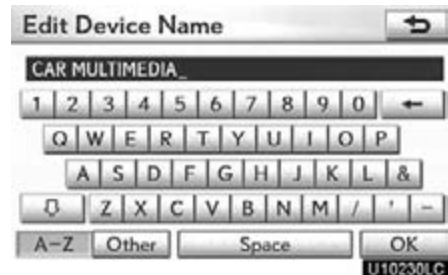 Edit Device Name
CAR MULTIMEDIA_
1 2 3 4 5 6 7 8 9 0 ←
Q W E R T Y U I O P
A S D F G H J K L &
⇩ Z X C V B N M / ' -
A-Z Other Space OK
U10230LC